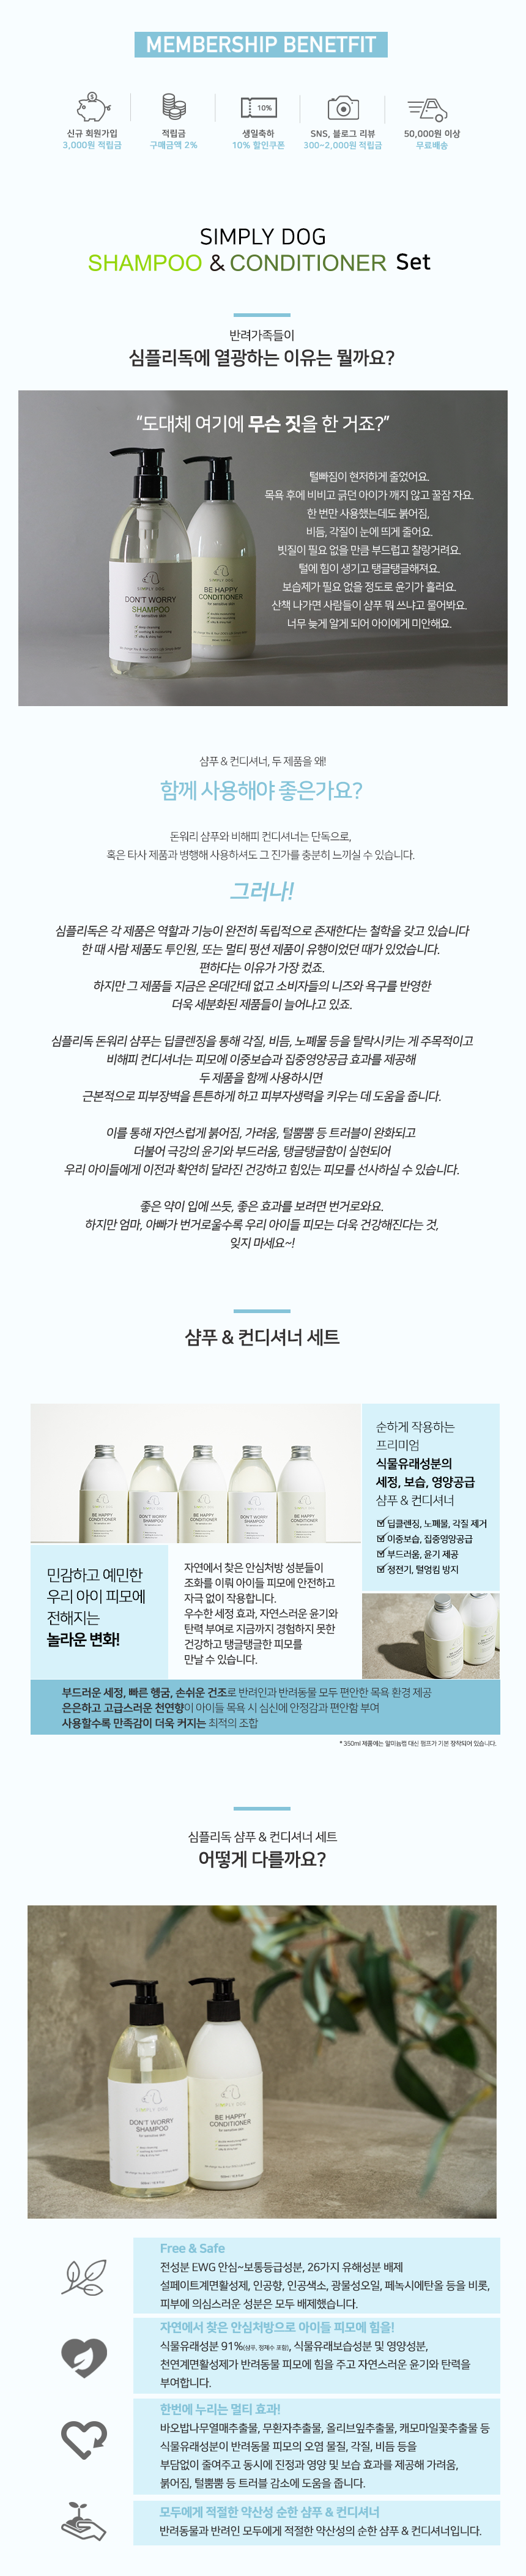 MEMBERSHIP BENETFIT
10%
신규 회원가입
3,000원 적립금
적립금
구매금액 2%
생일축하
10% 할인쿠폰
SNS, 블로그 리뷰
300~2,000원 적립금
50,000원 이상
무료배송
SIMPLY DOG
SHAMPOO & CONDITIONER Set
반려가족들이
심플리독에 열광하는 이유는 뭘까요?
“도대체 여기에 무슨 짓을 한 거죠?”
털빠짐이 현저하게 줄었어요.
목욕 후에 비비고 긁던 아이가 깨지 않고 꿀잠 자요.
한 번만 사용했는데도 붉어짐,
비듬, 각질이 눈에 띄게 줄어요.
빗질이 필요 없을 만큼 부드럽고 찰랑거려요.
털에 힘이 생기고 탱글탱글해져요.
보습제가 필요 없을 정도로 윤기가 흘러요.
산책 나가면 사람들이 샴푸 뭐 쓰냐고 물어봐요.
너무 늦게 알게 되어 아이에게 미안해요.
SIMPLY DOG
DON'T WORRY
SHAMPOO
for sensitive skin
SIMPLY DOG
BE HAPPY
CONDITIONER
for sensitive skin
샴푸 & 컨디셔너, 두 제품을 왜!
함께 사용해야 좋은가요?
돈워리 샴푸와 비해피 컨디셔너는 단독으로,
혹은 타사 제품과 병행해 사용하셔도 그 진가를 충분히 느끼실 수 있습니다.
그러나!
심플리독은 각 제품은 역할과 기능이 완전히 독립적으로 존재한다는 철학을 갖고 있습니다
한 때 사람 제품도 투인원, 또는 멀티 펑션 제품이 유행이었던 때가 있었습니다.
편하다는 이유가 가장 컸죠.
하지만 그 제품들 지금은 온데간데 없고 소비자들의 니즈와 욕구를 반영한
더욱 세분화된 제품들이 늘어나고 있죠.
심플리독 돈워리 샴푸는 딥클렌징을 통해 각질, 비듬, 노폐물 등을 탈락시키는 게 주목적이고
비해피 컨디셔너는 피모에 이중보습과 집중영양공급 효과를 제공해
두 제품을 함께 사용하시면
근본적으로 피부장벽을 튼튼하게 하고 피부자생력을 키우는 데 도움을 줍니다.
이를 통해 자연스럽게 붉어짐, 가려움, 털뿜뿜 등 트러블이 완화되고
더불어 극강의 윤기와 부드러움, 탱글탱글함이 실현되어
우리 아이들에게 이전과 확연히 달라진 건강하고 힘있는 피모를 선사하실 수 있습니다.
좋은 약이 입에 쓰듯, 좋은 효과를 보려면 번거로와요.
하지만 엄마, 아빠가 번거로울수록 우리 아이들 피모는 더욱 건강해진다는 것,
잊지 마세요~!
샴푸 & 컨디셔너 세트
순하게 작용하는
프리미엄
식물유래성분의
세정, 보습, 영양공급
샴푸 & 컨디셔너
딥클렌징, 노폐물, 각질 제거
이중보습, 집중영양공급
부드러움, 윤기 제공
정전기, 털엉킴 방지
민감하고 예민한
우리 아이 피모에
전해지는
놀라운 변화!
자연에서 찾은 안심처방 성분들이
조화를 이뤄 아이들 피모에 안전하고
자극 없이 작용합니다.
우수한 세정 효과, 자연스러운 윤기와
탄력 부여로 지금까지 경험하지 못한
건강하고 탱글탱글한 피모를
만날 수 있습니다.
부드러운 세정, 빠른 헹굼, 손쉬운 건조로 반려인과 반려동물 모두 편안한 목욕 환경 제공
은은하고 고급스러운 천연향이 아이들 목욕 시 심신에 안정감과 편안함 부여
사용할수록 만족감이 더욱 커지는 최적의 조합
* 350ml 제품에는 알미늄캡 대신 펌프가 기본 장착되어 있습니다.
심플리독 샴푸 & 컨디셔너 세트
어떻게 다를까요?
SIMPLY DOG
DON'T WORRY
SHAMPOO
for sensitive skin
SIMPLY DOG
BE HAPPY
CONDITIONER
for sensitive skin
Free & Safe
전성분 EWG 안심~보통등급성분, 26가지 유해성분 배제
설페이트계면활성제, 인공향, 인공색소, 광물성오일, 페녹시에탄올 등을 비롯,
피부에 의심스러운 성분은 모두 배제했습니다.
자연에서 찾은 안심처방으로 아이들 피모에 힘을!
식물유래성분 91%(샴푸, 정제수 포함), 식물유래보습성분 및 영양성분,
천연계면활성제가 반려동물 피모에 힘을 주고 자연스러운 윤기와 탄력을
부여합니다.
한번에 누리는 멀티 효과!
바오밥나무열매추출물, 무환자추출물, 올리브잎추출물, 캐모마일꽃추출물 등
식물유래성분이 반려동물 피모의 오염 물질, 각질, 비듬 등을
부담없이 줄여주고 동시에 진정과 영양 및 보습 효과를 제공해 가려움,
붉어짐, 털뿜뿜 등 트러블 감소에 도움을 줍니다.
모두에게 적절한 약산성 순한 샴푸 & 컨디셔너
반려동물과 반려인 모두에게 적절한 약산성의 순한 샴푸 & 컨디셔너입니다.